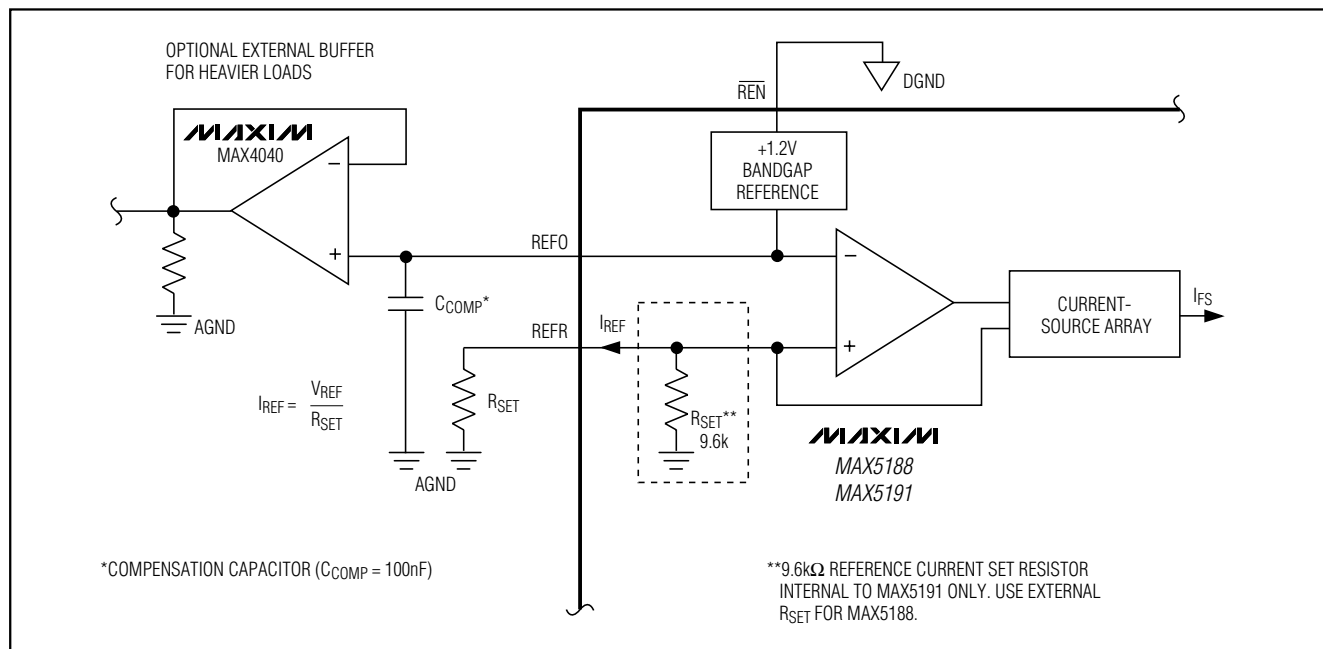 OPTIONAL EXTERNAL BUFFER
FOR HEAVIER LOADS
MAXIM
MAX4040
−
+
AGND
REN
DGND
+1.2V
BANDGAP
REFERENCE
REFO
−
+
CCOMP*
REFR
IREF
RSET
RSET**
9.6k
CURRENT-
SOURCE ARRAY
IFS
IREF = VREF
RSET
AGND
MAXIM
MAX5188
MAX5191
*COMPENSATION CAPACITOR (CCOMP = 100nF)
**9.6kΩ REFERENCE CURRENT SET RESISTOR
INTERNAL TO MAX5191 ONLY. USE EXTERNAL
RSET FOR MAX5188.